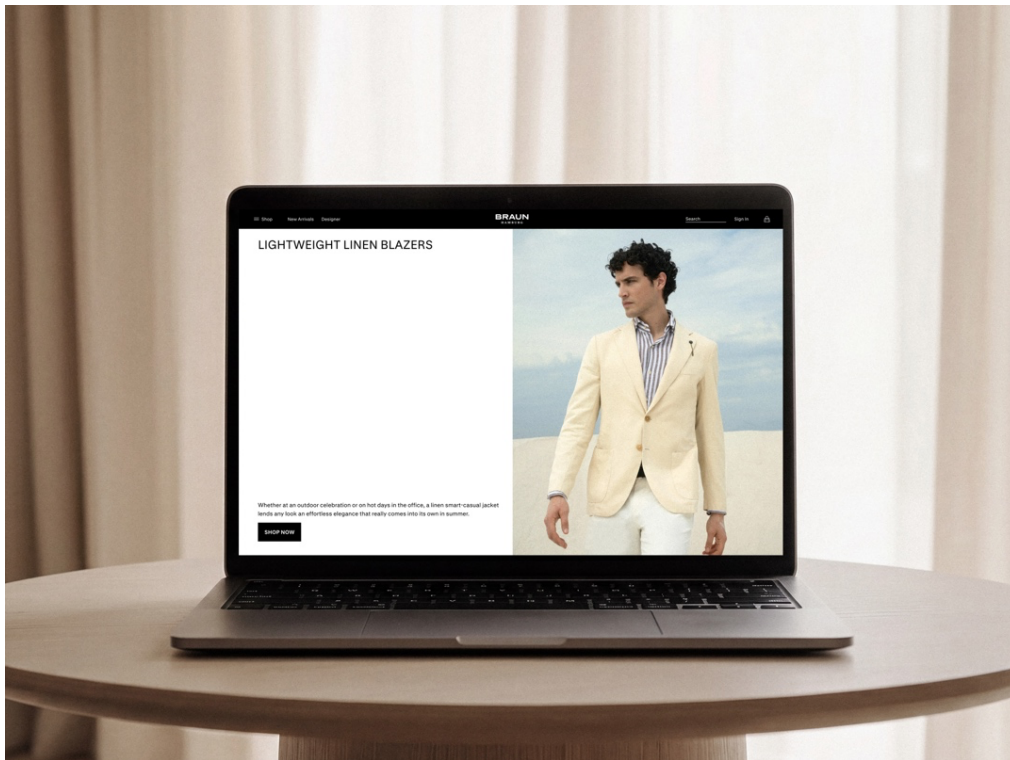 Shop New Arrivals Designer BRAUN HAMBURG Search Sign In
LIGHTWEIGHT LINEN BLAZERS
Whether at an outdoor celebration or on hot days in the office, a linen smart-casual jacket
lends any look an effortless elegance that really comes into its own in summer.
SHOP NOW